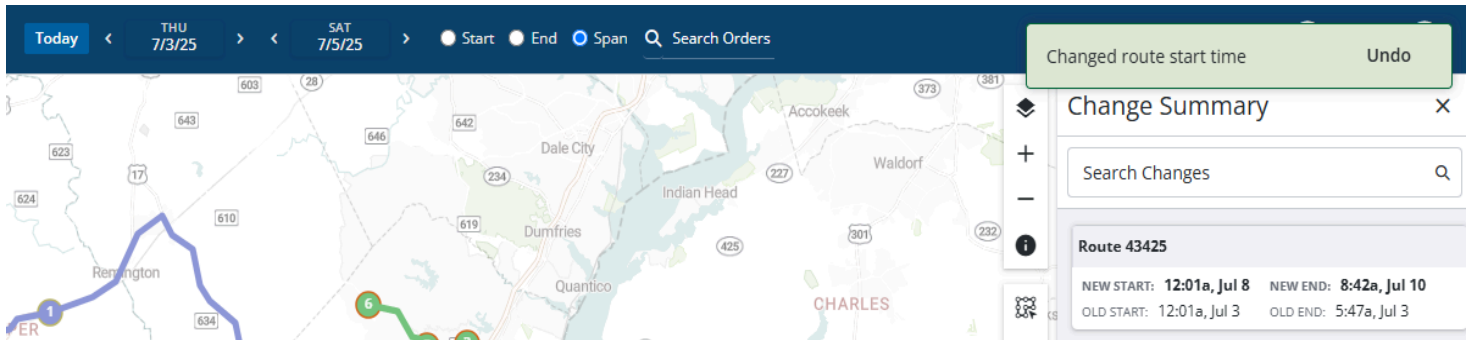 Today < THU 7/3/25 > < SAT 7/5/25 > Start End Span Search Orders
Changed route start time Undo
Change Summary ×
Search Changes
Route 43425
NEW START: 12:01a, Jul 8 NEW END: 8:42a, Jul 10
OLD START: 12:01a, Jul 3 OLD END: 5:47a, Jul 3
603
28
373
381
643
642
Accokeek
646
623
Dale City
17
234
227
Waldorf
624
Indian Head
610
619
Dumfries
301
232
425
Remington
Quantico
1
6
CHARLES
634
ER